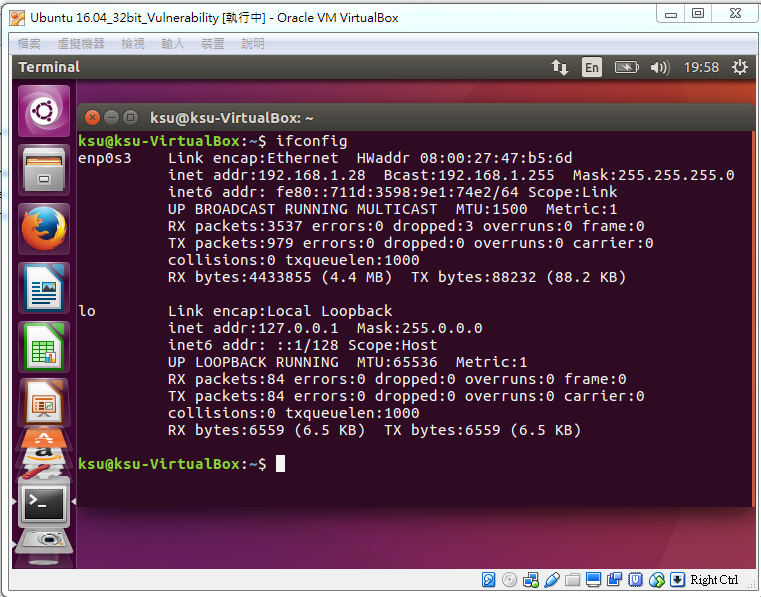 Ubuntu 16.04_32bit_Vulnerability [執行中] - Oracle VM VirtualBox
檔案 虛擬機器 檢視 輸入 裝置 說明
Terminal En 19:58
ksu@ksu-VirtualBox: ~
ksu@ksu-VirtualBox:~$ ifconfig
enp0s3 Link encap:Ethernet HWaddr 08:00:27:47:b5:6d
inet addr:192.168.1.28 Bcast:192.168.1.255 Mask:255.255.255.0
inet6 addr: fe80::711d:3598:9e1:74e2/64 Scope:Link
UP BROADCAST RUNNING MULTICAST MTU:1500 Metric:1
RX packets:3537 errors:0 dropped:3 overruns:0 frame:0
TX packets:979 errors:0 dropped:0 overruns:0 carrier:0
collisions:0 txqueuelen:1000
RX bytes:4433855 (4.4 MB) TX bytes:88232 (88.2 KB)
lo Link encap:Local Loopback
inet addr:127.0.0.1 Mask:255.0.0.0
inet6 addr: ::1/128 Scope:Host
UP LOOPBACK RUNNING MTU:65536 Metric:1
RX packets:84 errors:0 dropped:0 overruns:0 frame:0
TX packets:84 errors:0 dropped:0 overruns:0 carrier:0
collisions:0 txqueuelen:1000
RX bytes:6559 (6.5 KB) TX bytes:6559 (6.5 KB)
ksu@ksu-VirtualBox:~$
Right Ctrl